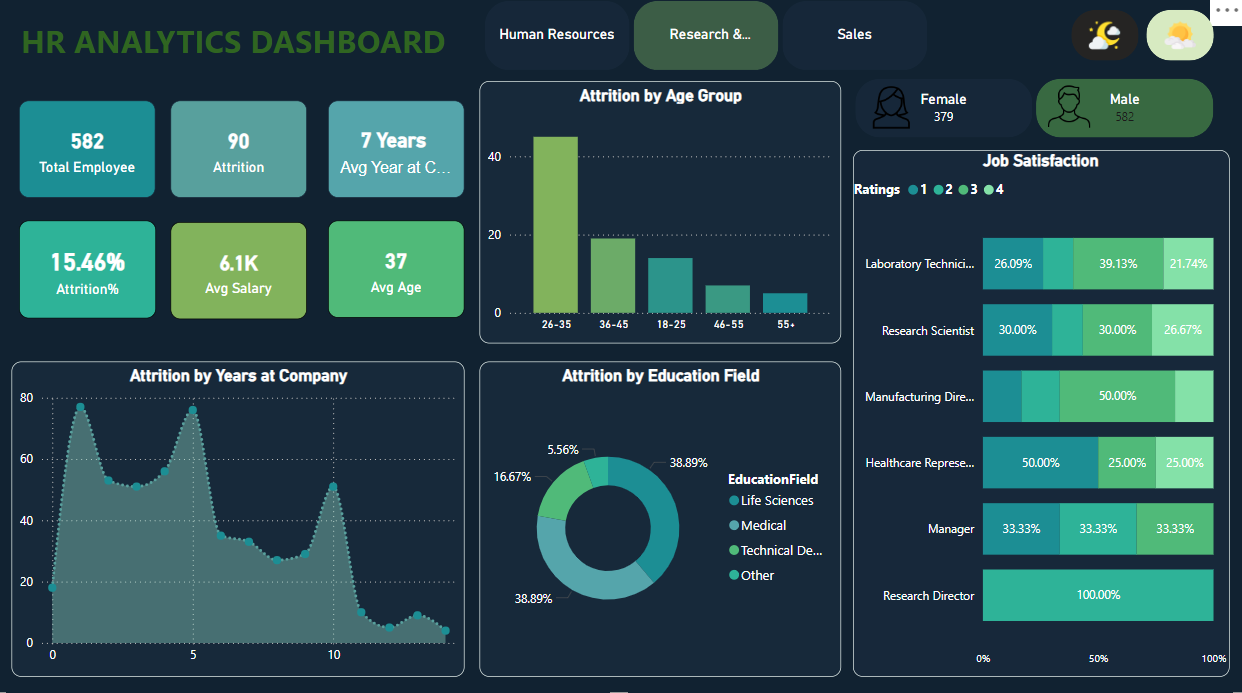 HR ANALYTICS DASHBOARD
Human Resources
Research &...
Sales
Female
379
Male
582
582
Total Employee
90
Attrition
7 Years
Avg Year at C...
15.46%
Attrition%
6.1K
Avg Salary
37
Avg Age
Attrition by Age Group
40
20
0
26-35 36-45 18-25 46-55 55+
Job Satisfaction
Ratings 1 2 3 4
Laboratory Technici... 26.09% 39.13% 21.74%
Research Scientist 30.00% 30.00% 26.67%
Manufacturing Dire... 50.00%
Healthcare Represe... 50.00% 25.00% 25.00%
Manager 33.33% 33.33% 33.33%
Research Director 100.00%
0% 50% 100%
Attrition by Years at Company
80
60
40
20
0
0 5 10
Attrition by Education Field
5.56%
38.89%
16.67%
38.89%
EducationField
Life Sciences
Medical
Technical De...
Other